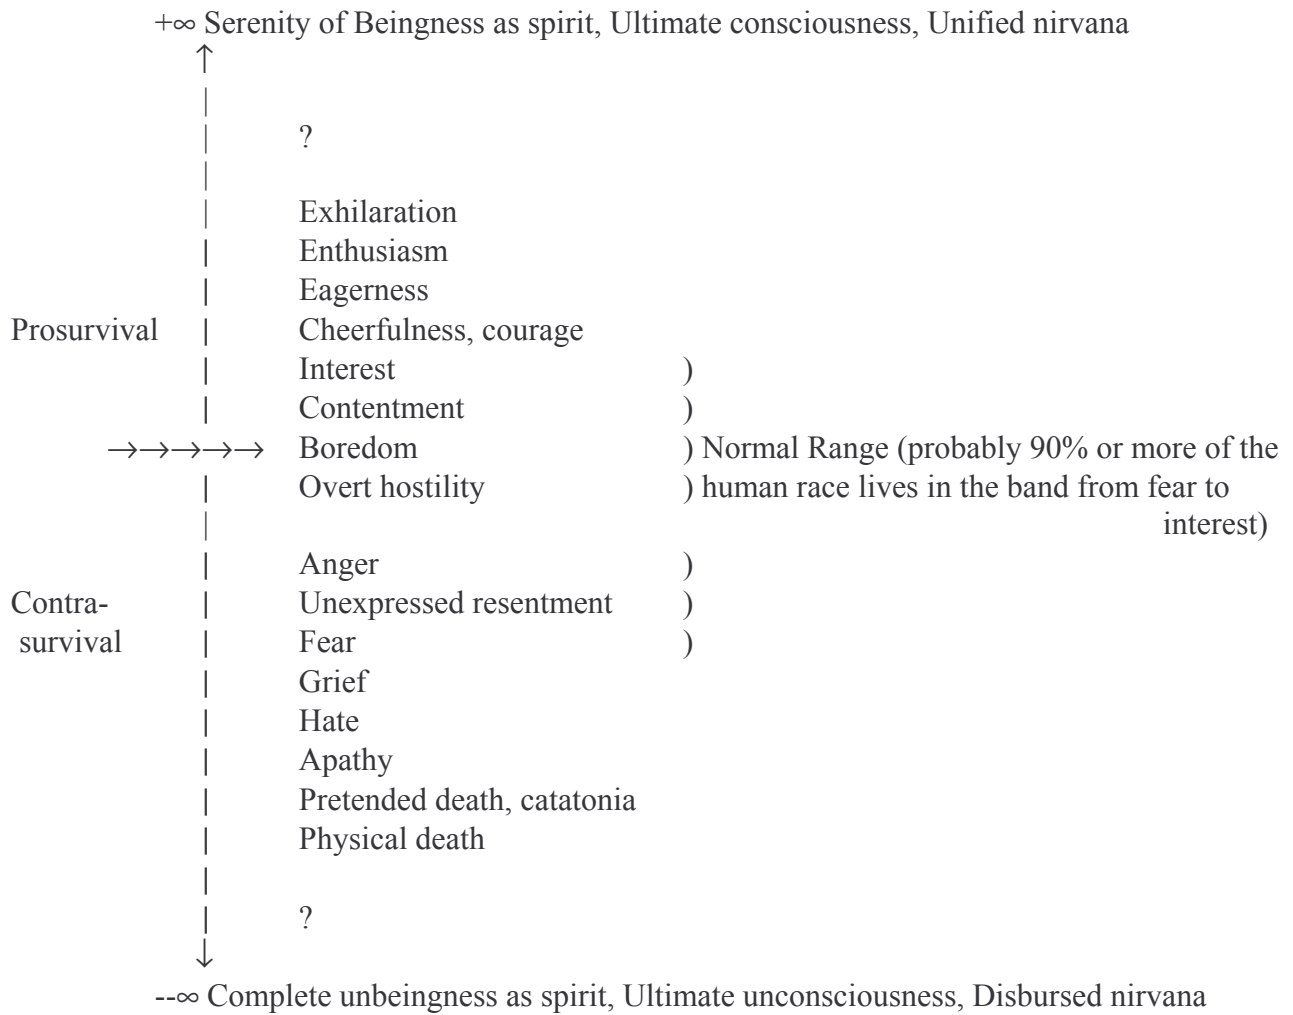 +∞ Serenity of Beingness as spirit, Ultimate consciousness, Unified nirvana
↑
|
| ?
|
| Exhilaration
| Enthusiasm
| Eagerness
Prosurvival | Cheerfulness, courage
| Interest )
| Contentment )
→→→→→ Boredom ) Normal Range (probably 90% or more of the
| Overt hostility ) human race lives in the band from fear to
| interest)
| Anger )
Contra- | Unexpressed resentment )
survival | Fear )
| Grief
| Hate
| Apathy
| Pretended death, catatonia
| Physical death
|
| ?
↓
--∞ Complete unbeingness as spirit, Ultimate unconsciousness, Disbursed nirvana